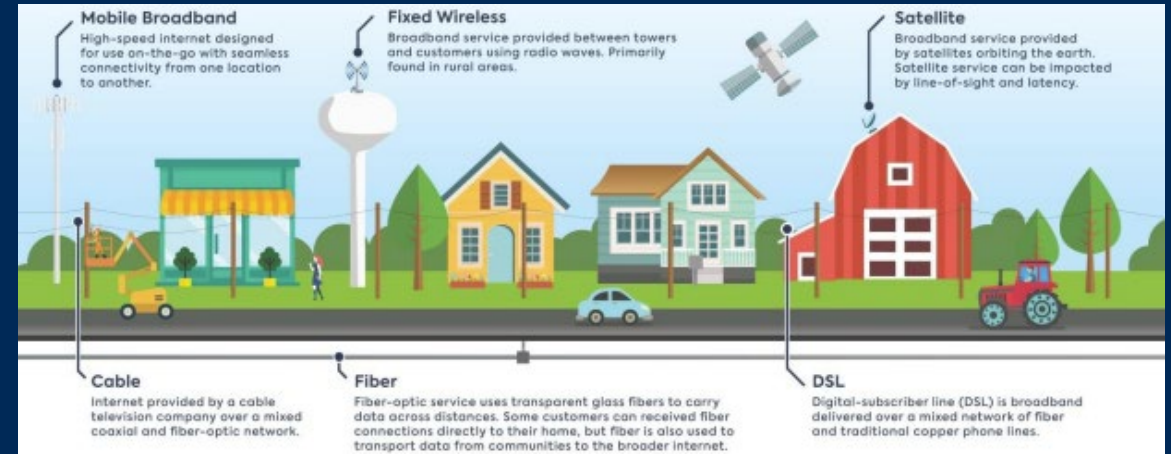 Mobile Broadband
High-speed internet designed
for use on-the-go with seamless
connectivity from one location
to another.
Fixed Wireless
Broadband service provided between towers
and customers using radio waves. Primarily
found in rural areas.
Satellite
Broadband service provided
by satellites orbiting the earth.
Satellite service can be impacted
by line-of-sight and latency.
Cable
Internet provided by a cable
television company over a mixed
coaxial and fiber-optic network.
Fiber
Fiber-optic service uses transparent glass fibers to carry
data across distances. Some customers can received fiber
connections directly to their home, but fiber is also used to
transport data from communities to the broader internet.
DSL
Digital-subscriber line (DSL) is broadband
delivered over a mixed network of fiber
and traditional copper phone lines.